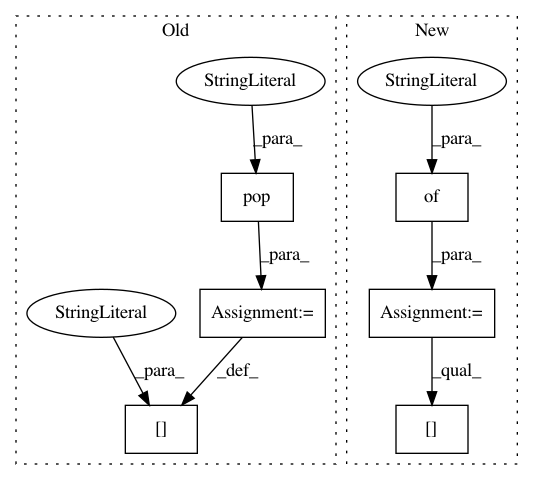 Old
New
StringLiteral
StringLiteral
_para_
_para_
pop
of
_para_
_para_
StringLiteral
Assignment:=
Assignment:=
_para_
_def_
_qual_
[]
[]